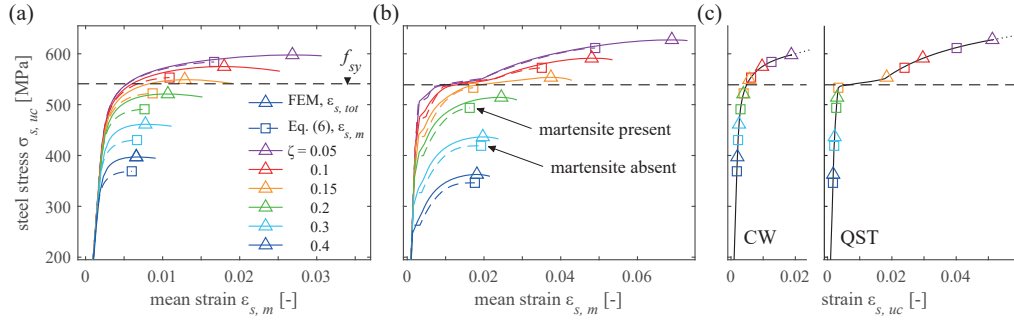 (a)
(b)
(c)
steel stress σs, uc [MPa]
600
500
400
300
200
fsy
FEM, εs, tot
Eq. (6), εs, m
ζ = 0.05
0.1
0.15
0.2
0.3
0.4
martensite present
martensite absent
CW
QST
0 0.01 0.02 0.03
0 0.02 0.04 0.06
0 0.02
0 0.02 0.04
mean strain εs, m [-]
mean strain εs, m [-]
strain εs, uc [-]